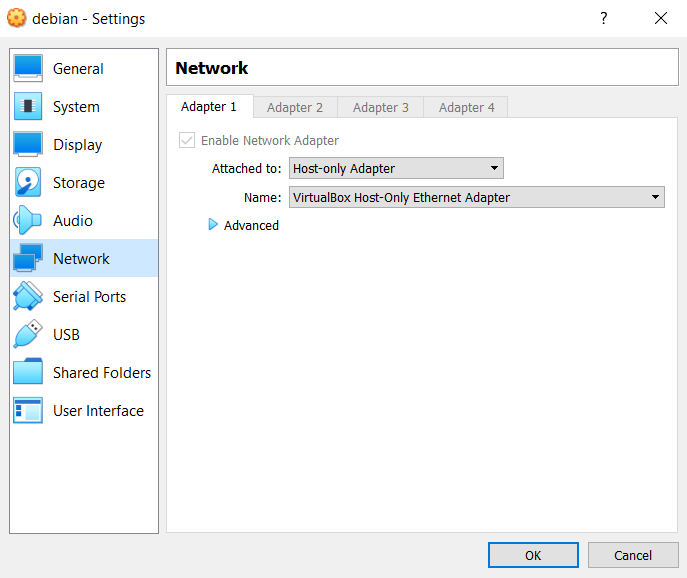 debian - Settings
?
General
System
Display
Storage
Audio
Network
Serial Ports
USB
Shared Folders
User Interface
Network
Adapter 1
Adapter 2
Adapter 3
Adapter 4
Enable Network Adapter
Attached to: Host-only Adapter
Name: VirtualBox Host-Only Ethernet Adapter
Advanced
OK
Cancel